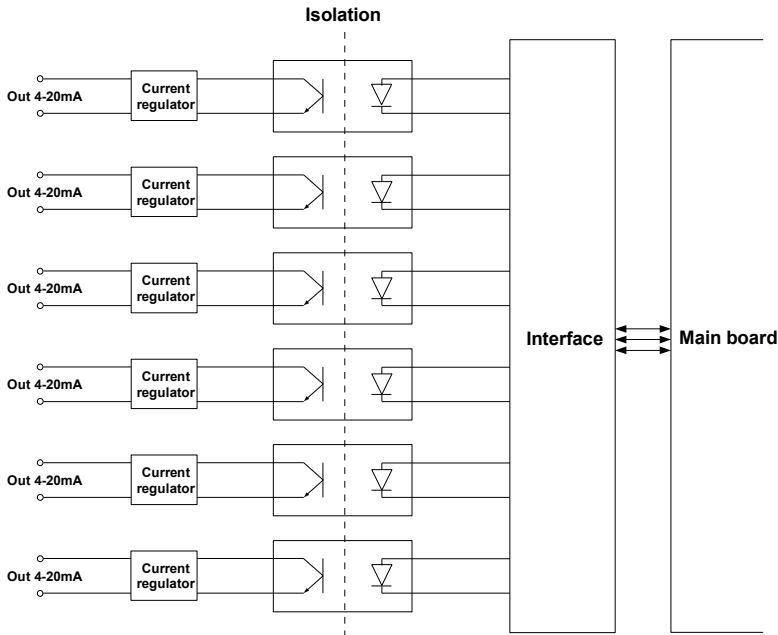 Isolation
Out 4-20mA
Current
regulator
Out 4-20mA
Current
regulator
Out 4-20mA
Current
regulator
Interface
Main board
Out 4-20mA
Current
regulator
Out 4-20mA
Current
regulator
Out 4-20mA
Current
regulator